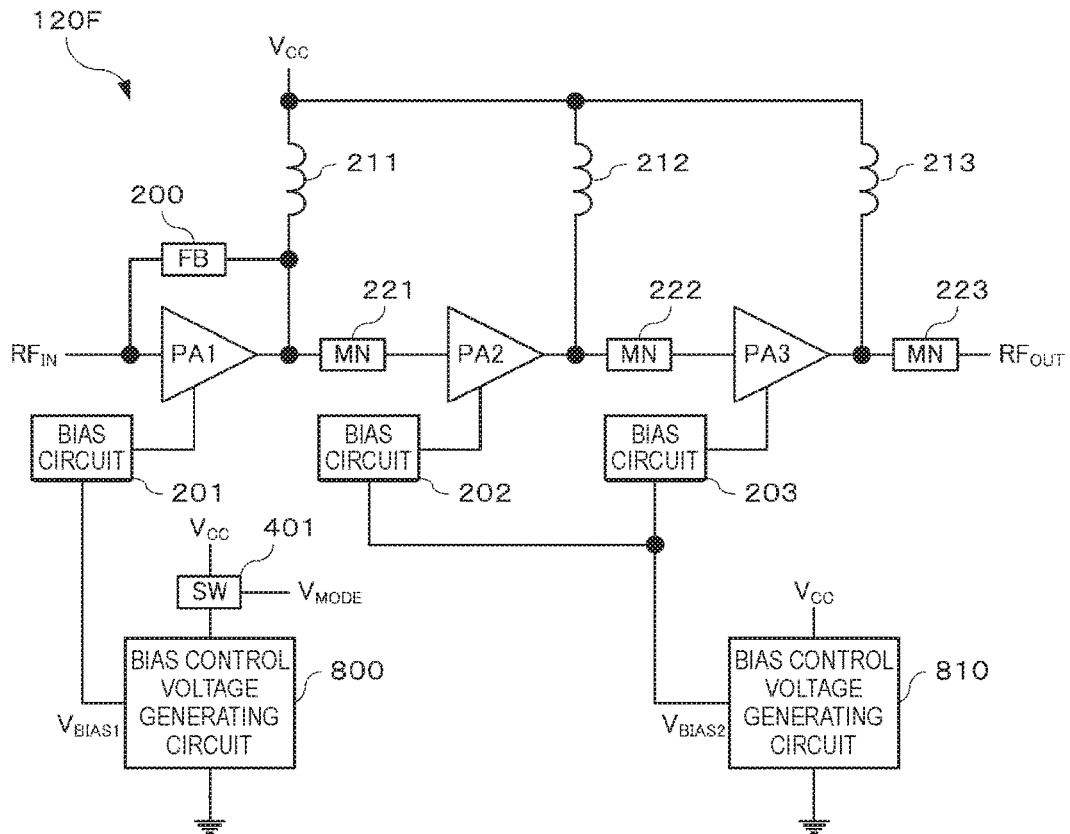 120F
VCC
211
212
213
200
FB
221
222
223
RFIN
PA1
MN
PA2
MN
PA3
MN
RFOUT
BIAS
CIRCUIT
BIAS
CIRCUIT
BIAS
CIRCUIT
201
202
203
VCC
401
SW
VMODE
VCC
BIAS CONTROL
VOLTAGE
GENERATING
CIRCUIT
800
VBIAS1
BIAS CONTROL
VOLTAGE
GENERATING
CIRCUIT
810
VBIAS2